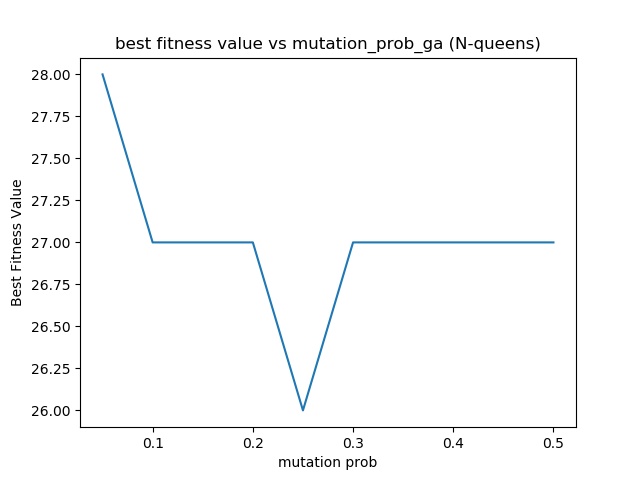 best fitness value vs mutation_prob_ga (N-queens)
Best Fitness Value
28.00
27.75
27.50
27.25
27.00
26.75
26.50
26.25
26.00
0.1 0.2 0.3 0.4 0.5
mutation prob